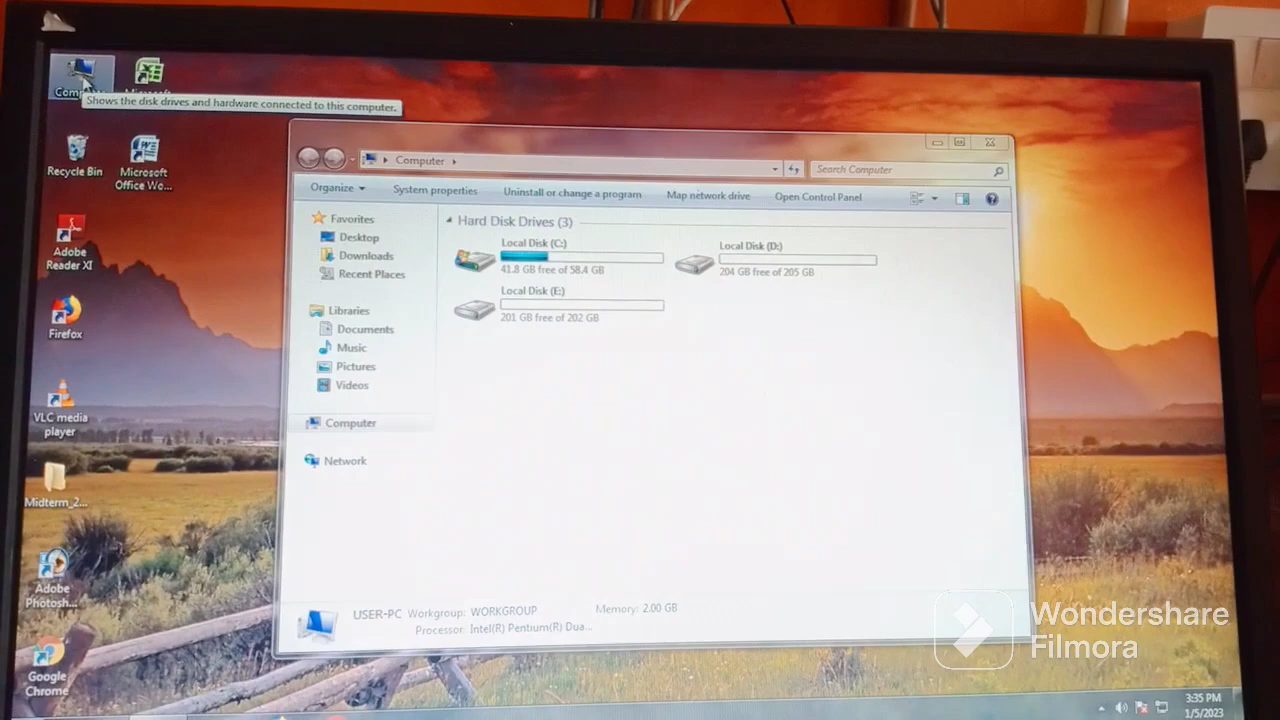 Shows the disk drives and hardware connected to this computer.
Recycle Bin
Microsoft
Office Wo...
Adobe
Reader XI
Firefox
VLC media
player
Midterm_2...
Adobe
Photosh...
Google
Chrome
Computer
Search Computer
Organize
System properties
Uninstall or change a program
Map network drive
Open Control Panel
Favorites
Desktop
Downloads
Recent Places
Libraries
Documents
Music
Pictures
Videos
Computer
Network
Hard Disk Drives (3)
Local Disk (C:)
41.8 GB free of 58.4 GB
Local Disk (D:)
204 GB free of 205 GB
Local Disk (E:)
201 GB free of 202 GB
USER-PC Workgroup: WORKGROUP Memory: 2.00 GB
Processor: Intel(R) Pentium(R) Dua...
Wondershare
Filmora
3:35 PM
1/5/2023